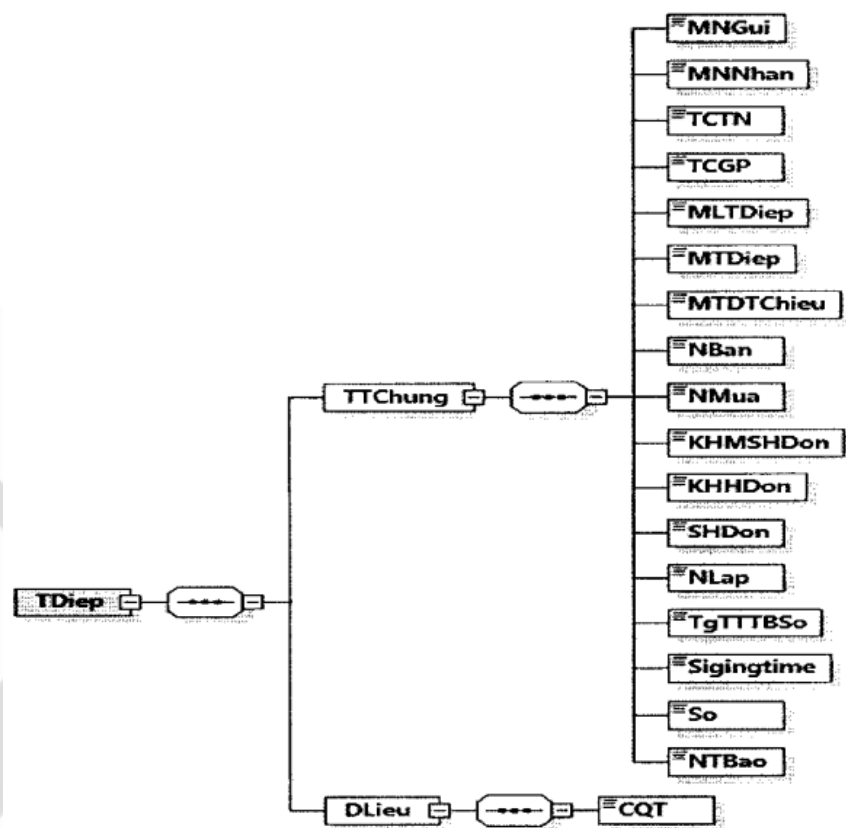 MNGui
MNNhan
TCTN
TCGP
MLTDiep
MTDiep
MTDTChieu
NBan
TTChung
NMua
KHMSHDon
KHHDon
SHDon
NLap
TDiep
TgTTTBSo
Sigingtime
So
NTBao
DLieu
CQT